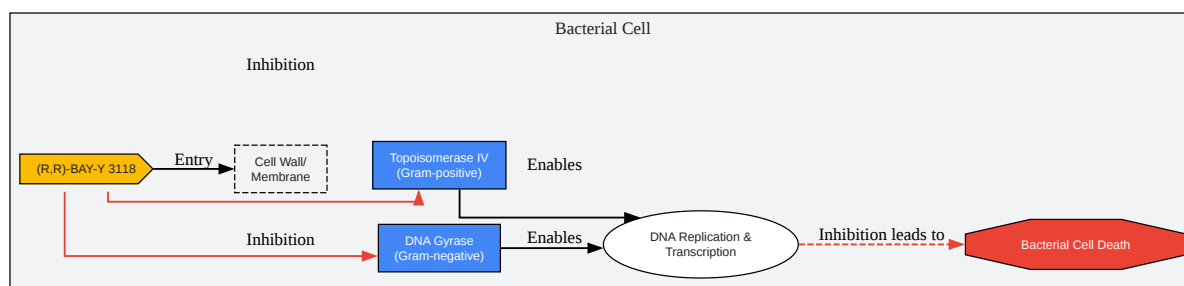 Bacterial Cell
Inhibition
(R,R)-BAY-Y 3118
Entry
Cell Wall/
Membrane
Topoisomerase IV
(Gram-positive)
Enables
Inhibition
DNA Gyrase
(Gram-negative)
Enables
DNA Replication &
Transcription
Inhibition leads to
Bacterial Cell Death